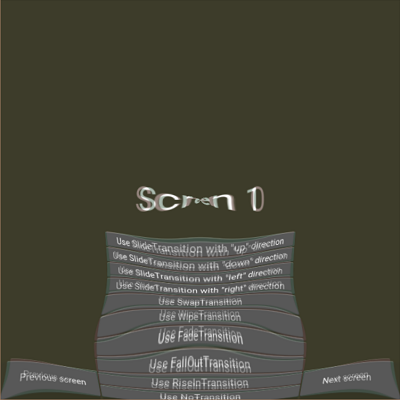 Screen
Use SlideTransition with "up" direction
Use SlideTransition with "down" direction
Use SlideTransition with "left" direction
Use SlideTransition with "right" direction
Use SwapTransition
Use WipeTransition
Use FadeTransition
Use FallOutTransition
Use RiseInTransition
Use NoTransition
Previous screen
Next screen